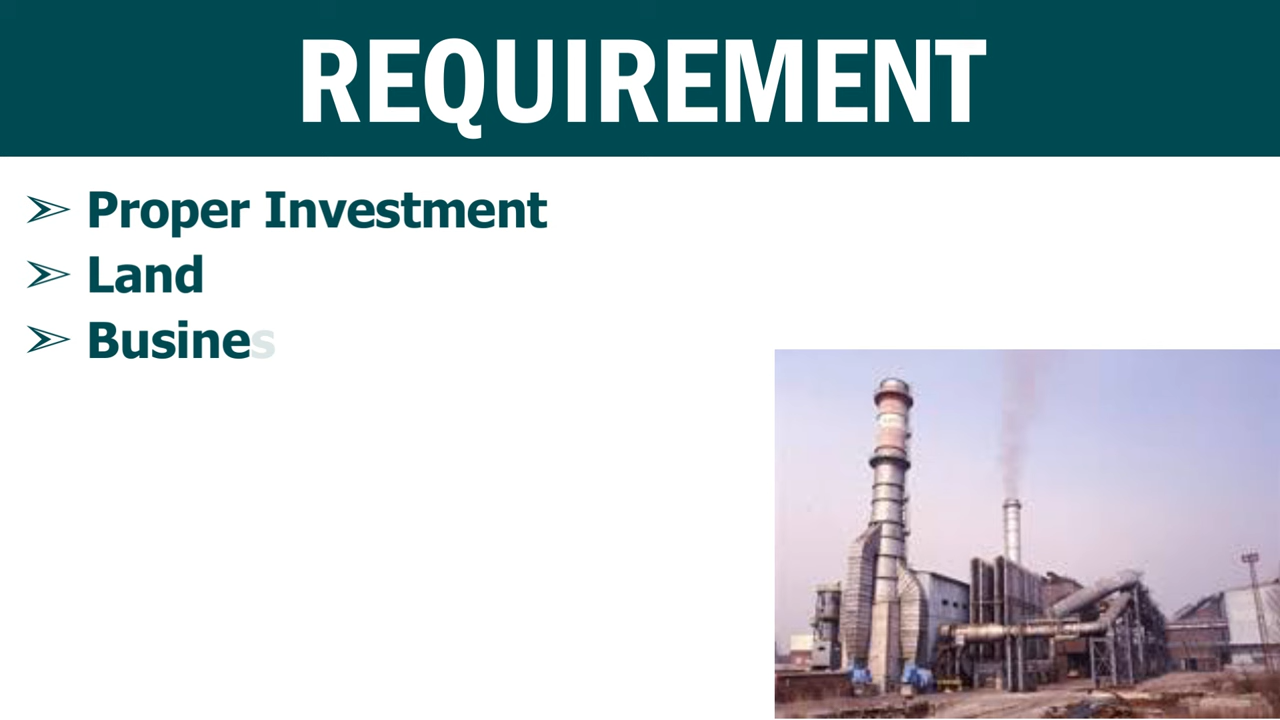 REQUIREMENT
➢ Proper Investment
➢ Land
➢ Busines